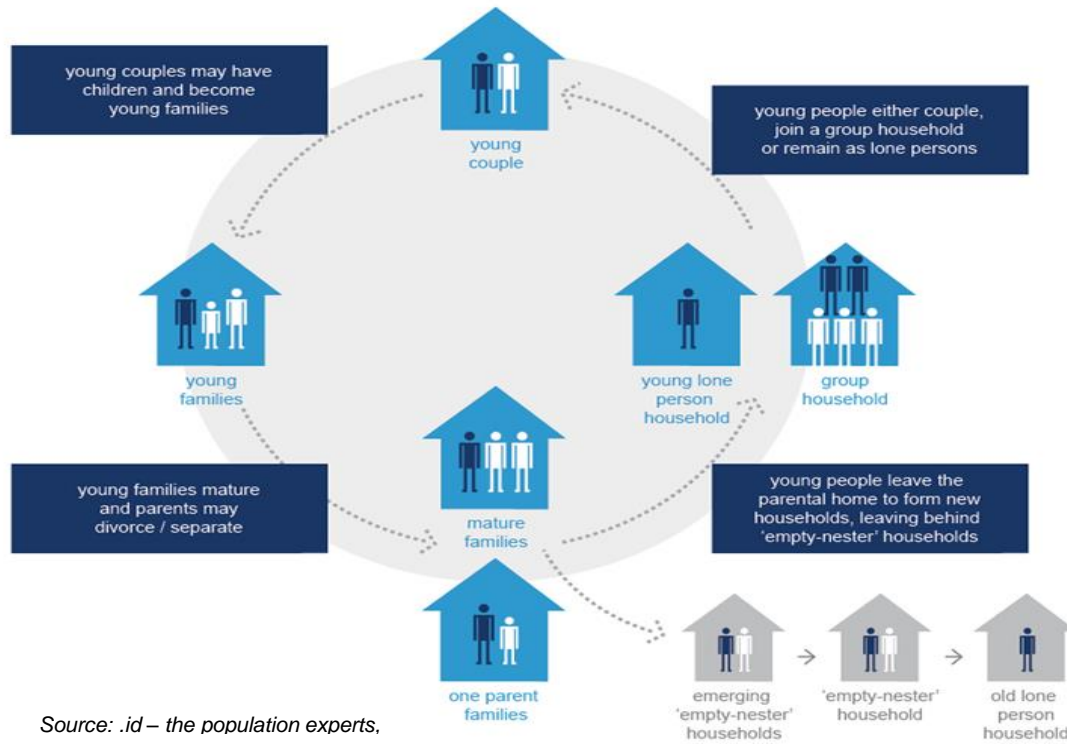 young couples may have
children and become
young families
young
couple
young people either couple,
join a group household
or remain as lone persons
young
families
young lone
person
household
group
household
young families mature
and parents may
divorce / separate
mature
families
young people leave the
parental home to form new
households, leaving behind
'empty-nester' households
one parent
families
emerging
'empty-nester'
households
'empty-nester'
household
old lone
person
household
Source: .id – the population experts,